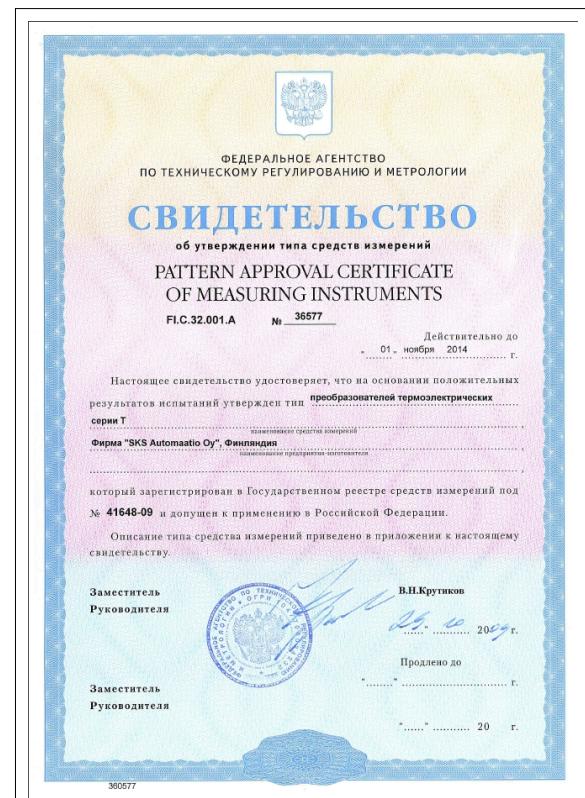 ФЕДЕРАЛЬНОЕ АГЕНТСТВО
ПО ТЕХНИЧЕСКОМУ РЕГУЛИРОВАНИЮ И МЕТРОЛОГИИ
СВИДЕТЕЛЬСТВО
об утверждении типа средств измерений
PATTERN APPROVAL CERTIFICATE
OF MEASURING INSTRUMENTS
FI.C.32.001.A № 36577
Действительно до
" 01 " ноября 2014 г.
Настоящее свидетельство удостоверяет, что на основании положительных
результатов испытаний утвержден тип преобразователей термоэлектрических
серии Т ,
наименование средства измерений
Фирма "SKS Automaatio Oy", Финляндия
наименование предприятия-изготовителя
,
который зарегистрирован в Государственном реестре средств измерений под
№ 41648-09 и допущен к применению в Российской Федерации.
Описание типа средства измерений приведено в приложении к настоящему
свидетельству.
Заместитель
Руководителя
В.Н.Крутиков
" 29 " 10 2009 г.
Продлено до
"......" .................... г.
Заместитель
Руководителя
"......" ........... 20 г.
360577